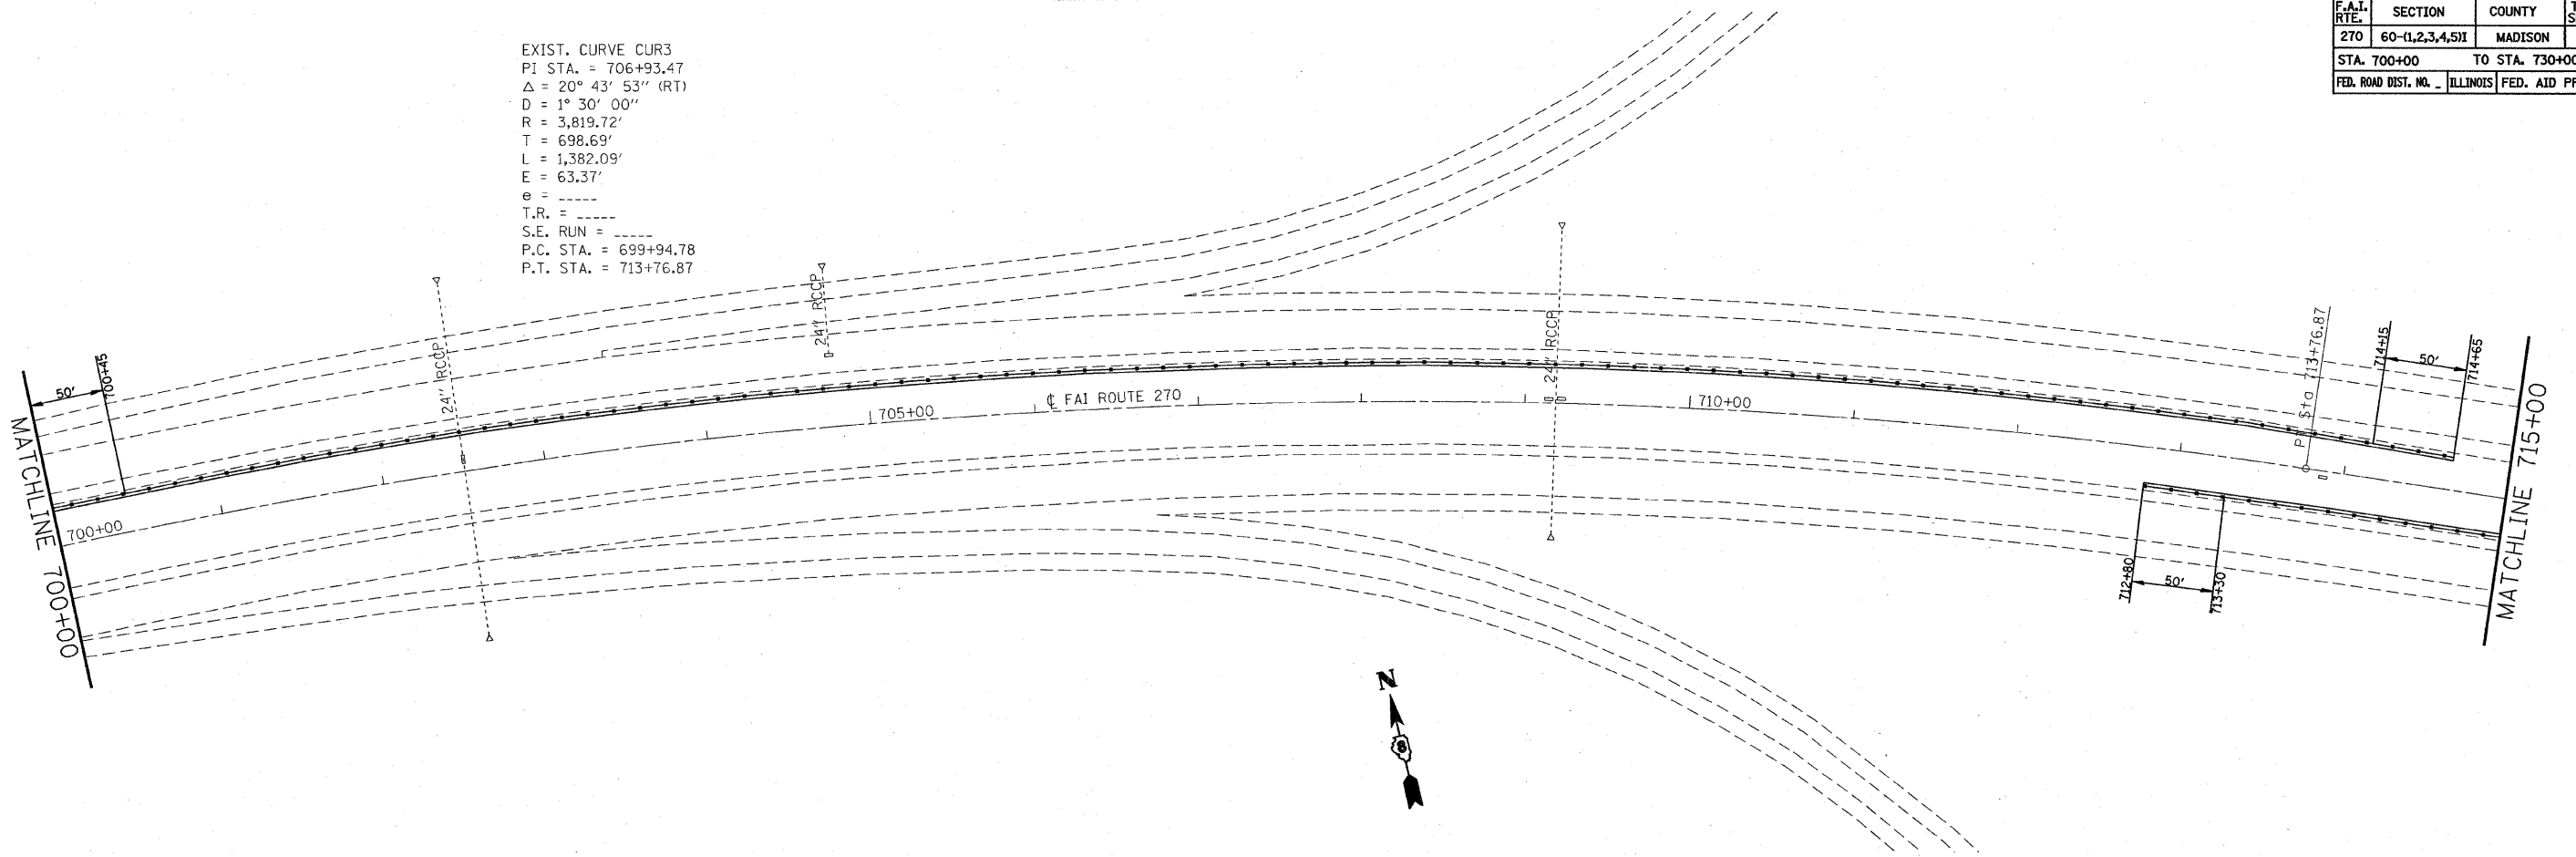 F.A.I. RTE. SECTION COUNTY
270 60-(1,2,3,4,5)I MADISON
STA. 700+00 TO STA. 730+00
FED. ROAD DIST. NO. _ ILLINOIS FED. AID
EXIST. CURVE CUR3
PI STA. = 706+93.47
Δ = 20° 43' 53" (RT)
D = 1° 30' 00"
R = 3,819.72'
T = 698.69'
L = 1,382.09'
E = 63.37'
e = _____
T.R. = _____
S.E. RUN = _____
P.C. STA. = 699+94.78
P.T. STA. = 713+76.87
MATCHLINE 700+00
50'
700+45
700+00
24" RCCP
24" RCCP
705+00
℄ FAI ROUTE 270
24" RCCP
710+00
Sta 713+76.87
714+15
50'
714+65
712+80
50'
713+30
MATCHLINE 715+00
N
8